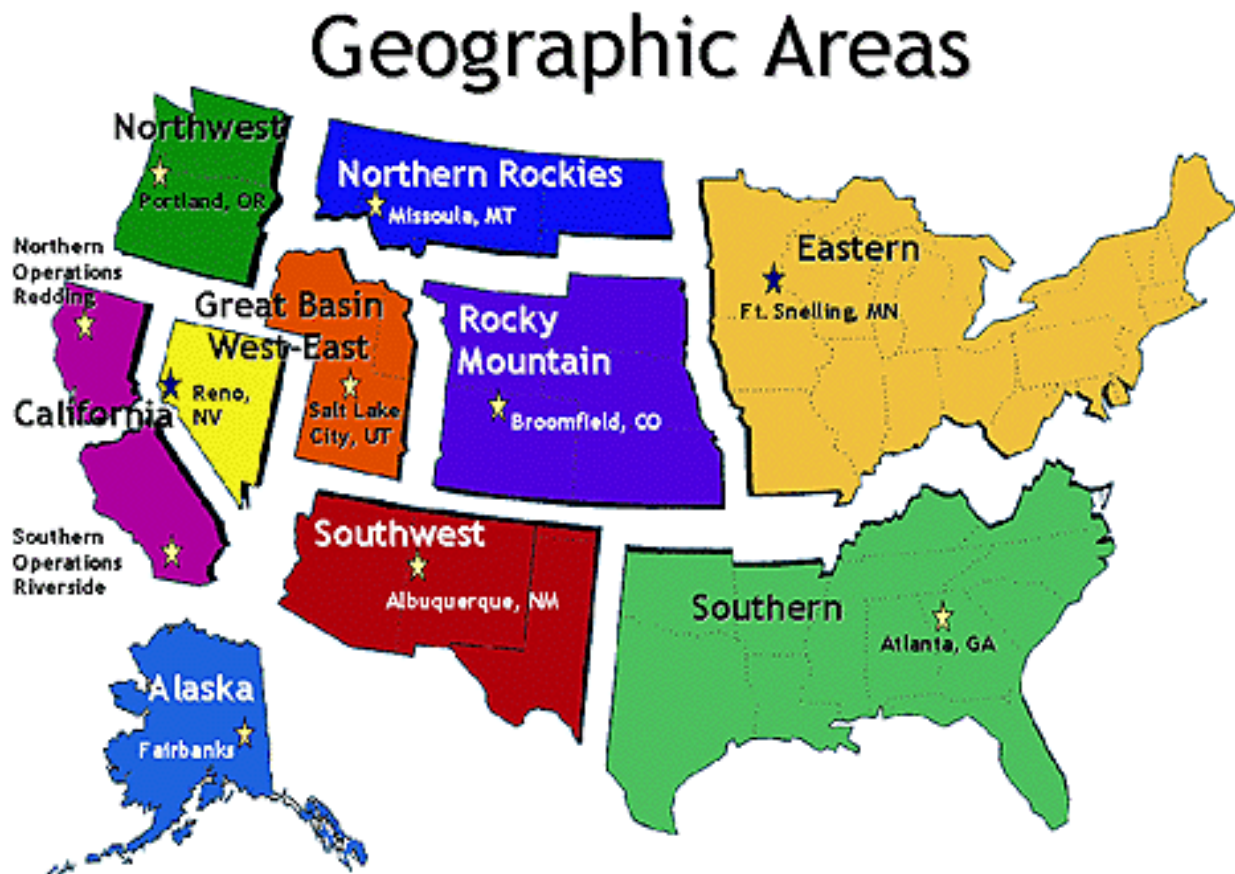 Geographic Areas
Northwest
Portland, OR
Northern Rockies
Missoula, MT
Eastern
Ft. Snelling, MN
Northern
Operations
Redding
Great Basin
West-East
Reno,
NV
Salt Lake
City, UT
Rocky
Mountain
Broomfield, CO
California
Southern
Operations
Riverside
Southwest
Albuquerque, NM
Southern
Atlanta, GA
Alaska
Fairbanks